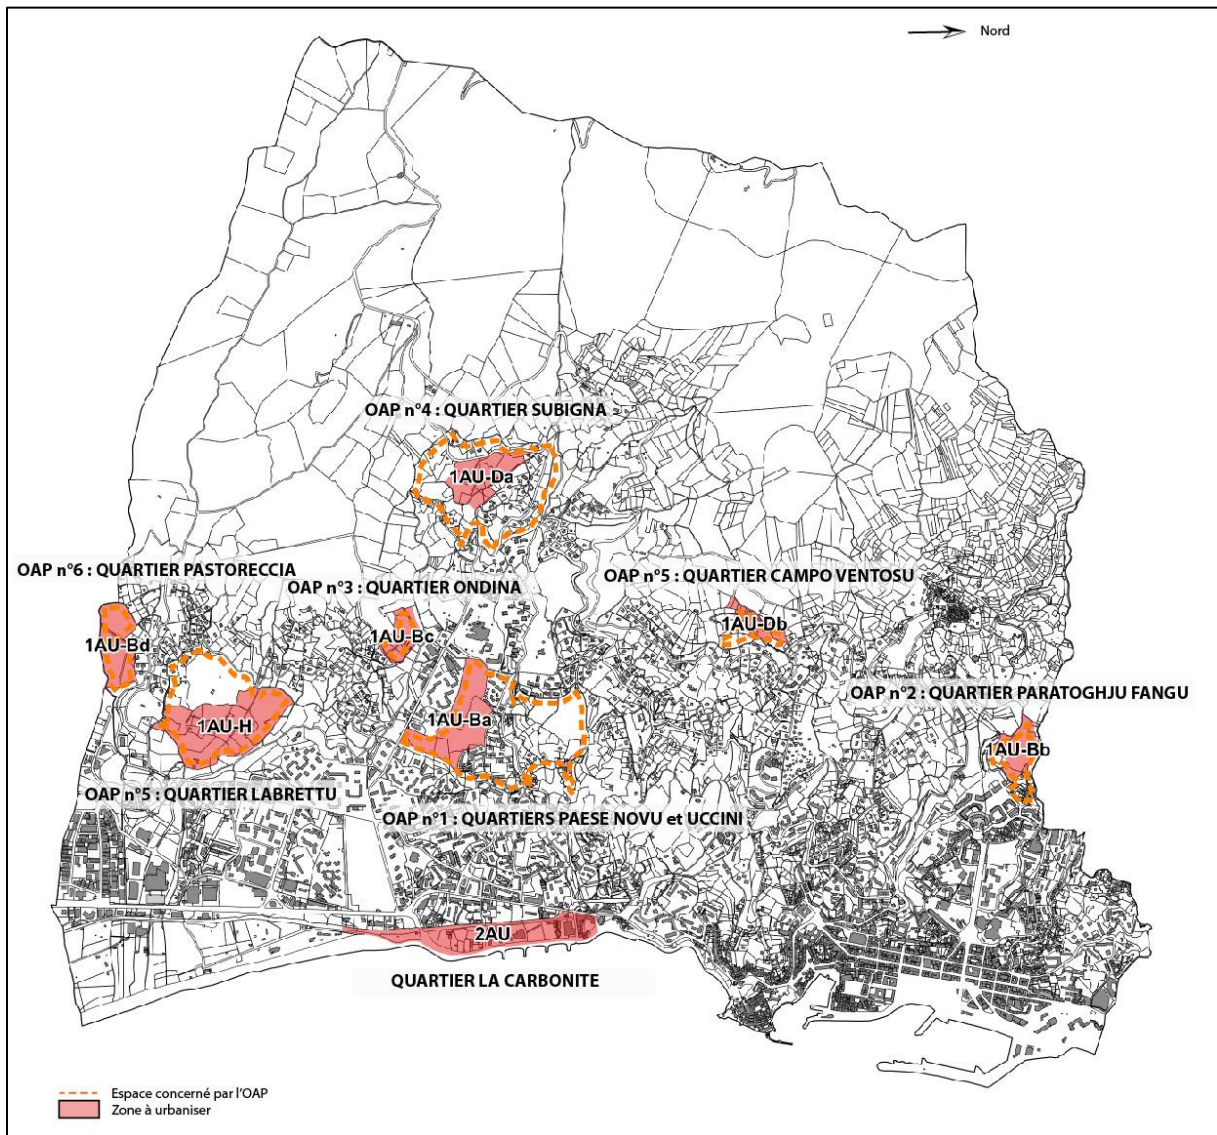 Nord
OAP n°4 : QUARTIER SUBIGNA
1AU-Da
OAP n°6 : QUARTIER PASTORECCIA
OAP n°3 : QUARTIER ONDINA
OAP n°5 : QUARTIER CAMPO VENTOSU
1AU-Bd
1AU-Bc
1AU-Db
OAP n°2 : QUARTIER PARATOGHJU FANGU
1AU-H
1AU-Ba
1AU-Bb
OAP n°5 : QUARTIER LABRETTU
OAP n°1 : QUARTIERS PAESE NOVU et UCCINI
2AU
QUARTIER LA CARBONITE
Espace concerné par l'OAP
Zone à urbaniser